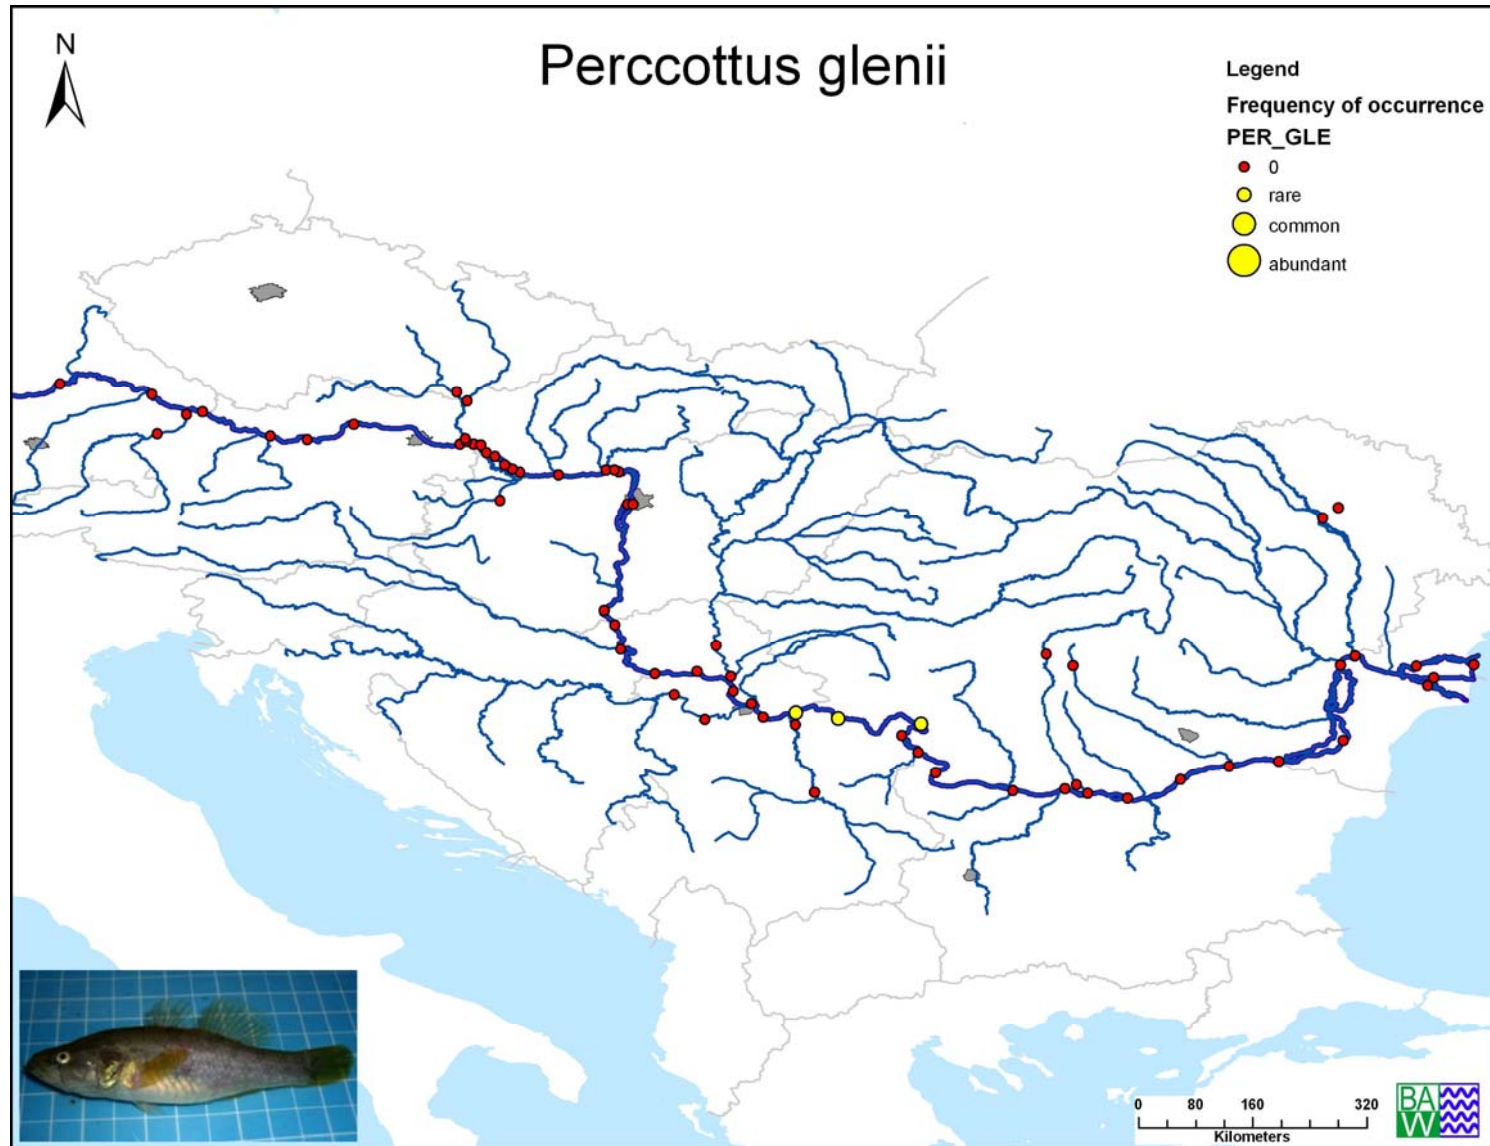 N
Perccottus glenii
Legend
Frequency of occurrence
PER_GLE
0
rare
common
abundant
0 80 160 320
Kilometers
BA
W